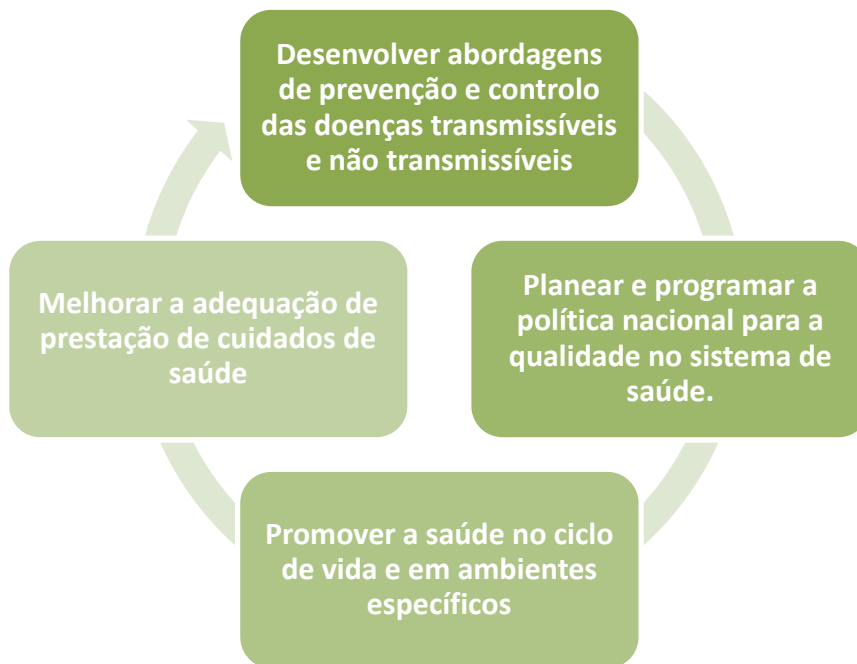 Desenvolver abordagens
de prevenção e controlo
das doenças transmissíveis
e não transmissíveis
Planear e programar a
política nacional para a
qualidade no sistema de
saúde.
Promover a saúde no ciclo
de vida e em ambientes
específicos
Melhorar a adequação de
prestação de cuidados de
saúde